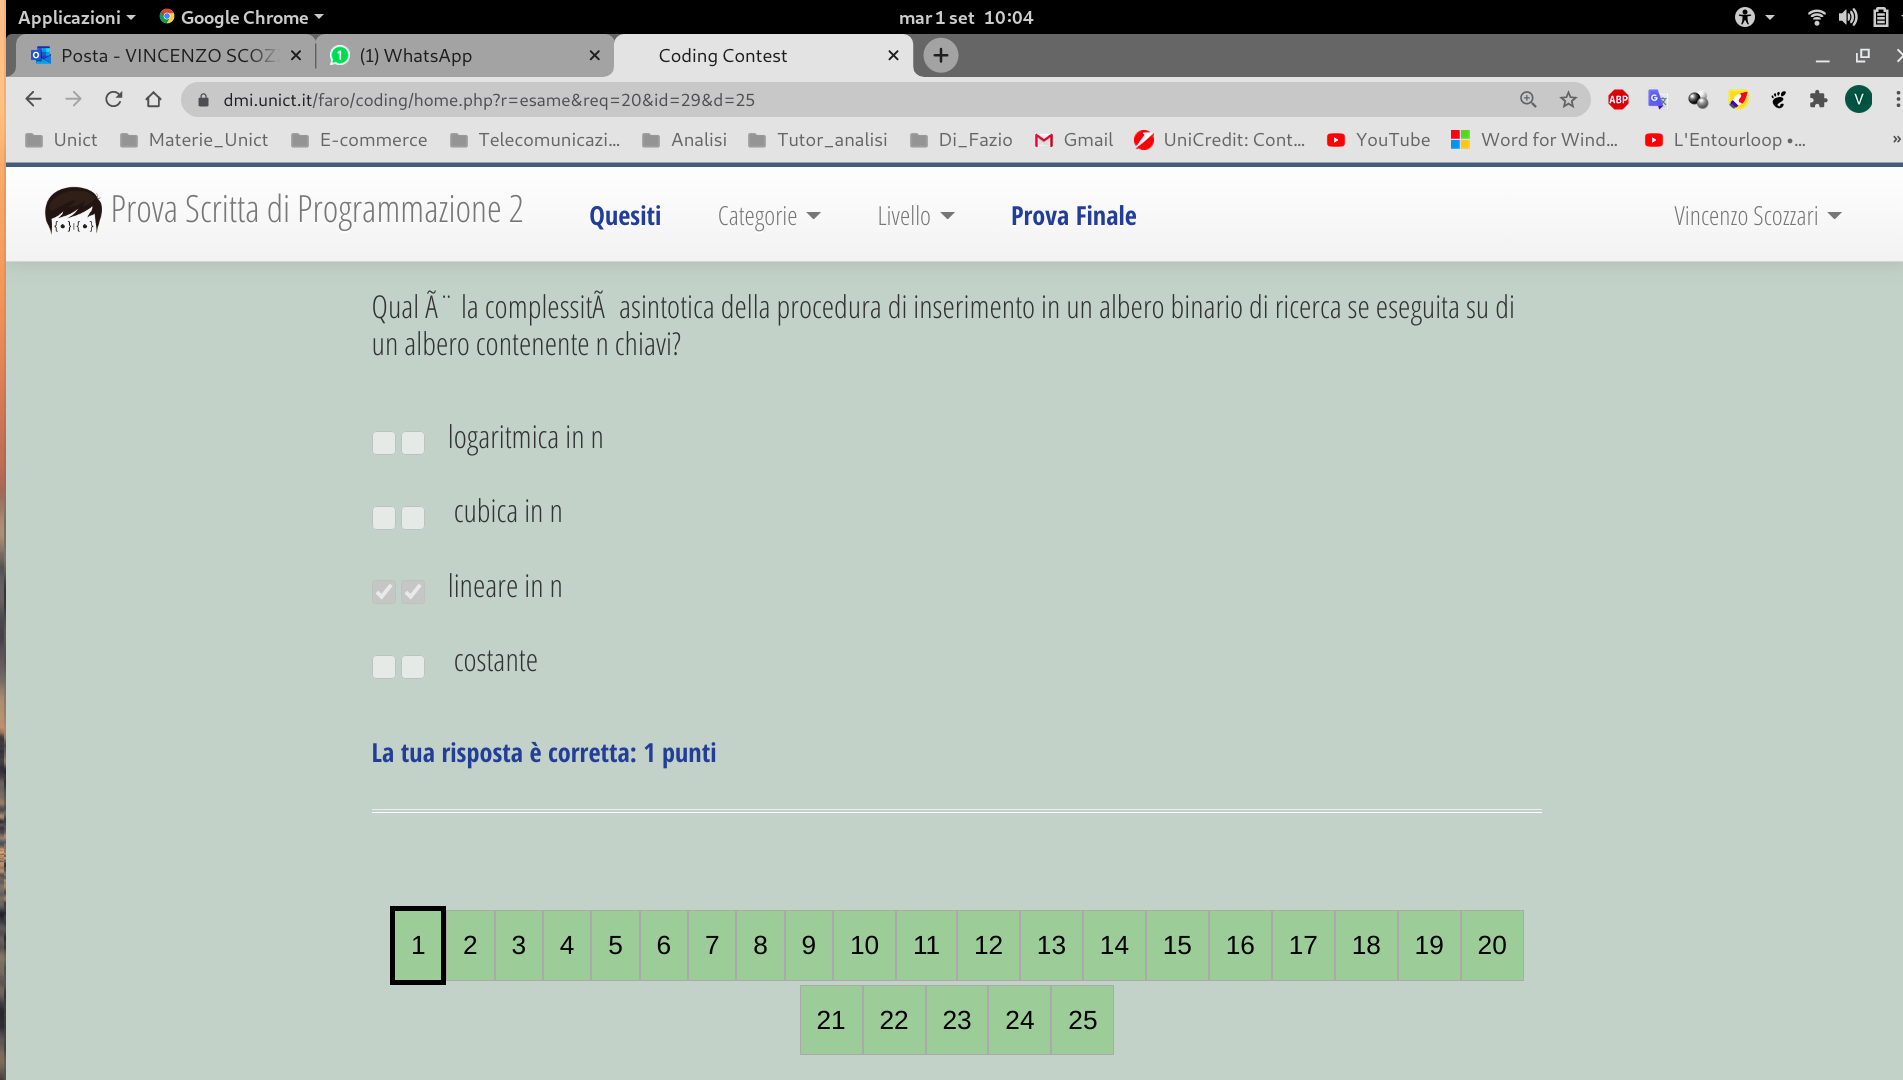 Applicazioni Google Chrome mar 1 set 10:04
Posta - VINCENZO SCOZ (1) WhatsApp Coding Contest
dmi.unict.it/faro/coding/home.php?r=esame&req=20&id=29&d=25 ABP V
Unict Materie_Unict E-commerce Telecomunicazi... Analisi Tutor_analisi Di_Fazio Gmail UniCredit: Cont... YouTube Word for Wind... L'Entourloop •... »
Prova Scritta di Programmazione 2 Quesiti Categorie Livello Prova Finale Vincenzo Scozzari
Qual Ã¨ la complessitÃ asintotica della procedura di inserimento in un albero binario di ricerca se eseguita su di
un albero contenente n chiavi?
logaritmica in n
cubica in n
lineare in n
costante
La tua risposta è corretta: 1 punti
1 2 3 4 5 6 7 8 9 10 11 12 13 14 15 16 17 18 19 20
21 22 23 24 25